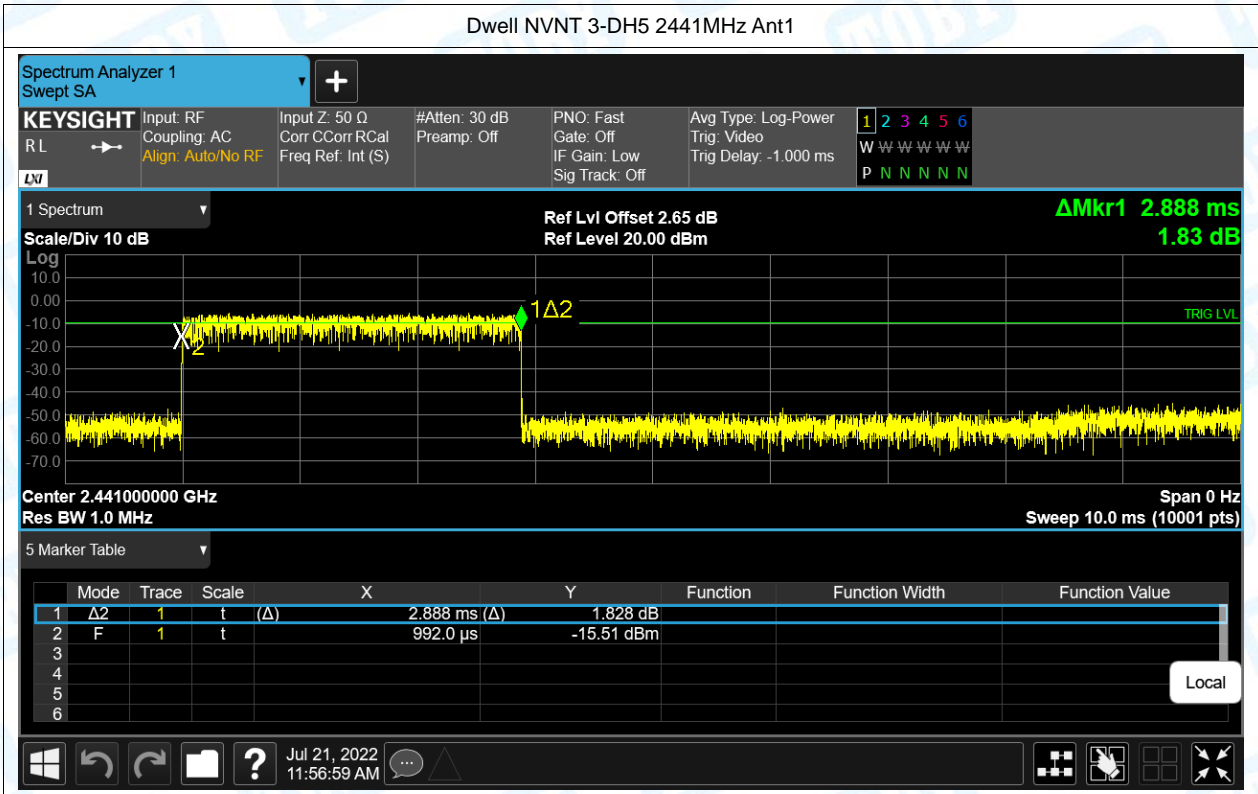 Dwell NVNT 3-DH5 2441MHz Ant1
Spectrum Analyzer 1
Swept SA
KEYSIGHT Input: RF Input Z: 50 Ω #Atten: 30 dB PNO: Fast Avg Type: Log-Power 1 2 3 4 5 6
RL Coupling: AC Corr CCorr RCal Preamp: Off Gate: Off Trig: Video W W W W W W
Align: Auto/No RF Freq Ref: Int (S) IF Gain: Low Trig Delay: -1.000 ms
LXI Sig Track: Off P N N N N N
1 Spectrum Ref Lvl Offset 2.65 dB ΔMkr1 2.888 ms
Scale/Div 10 dB Ref Level 20.00 dBm 1.83 dB
Log
10.0
0.00
1Δ2
-10.0
TRIG LVL
X2
-20.0
-30.0
-40.0
-50.0
-60.0
-70.0
Center 2.441000000 GHz Span 0 Hz
Res BW 1.0 MHz Sweep 10.0 ms (10001 pts)
5 Marker Table
Mode Trace Scale X Y Function Function Width Function Value
1 Δ2 1 t (Δ) 2.888 ms (Δ) 1.828 dB
2 F 1 t 992.0 µs -15.51 dBm
3
4
5
6
Local
?
Jul 21, 2022
11:56:59 AM